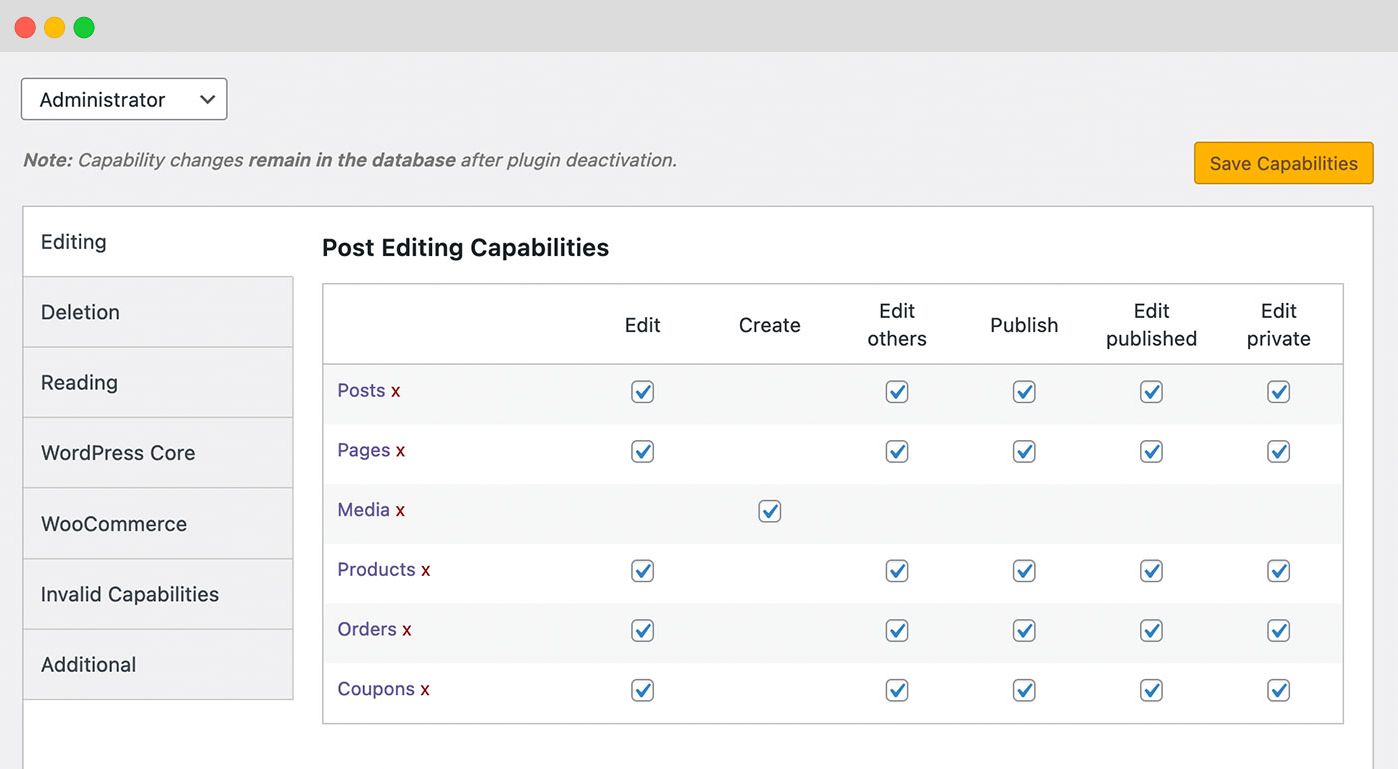 Administrator
Note: Capability changes remain in the database after plugin deactivation.
Save Capabilities
Editing
Deletion
Reading
WordPress Core
WooCommerce
Invalid Capabilities
Additional
Post Editing Capabilities
Edit Create Edit others Publish Edit published Edit private
Posts x
Pages x
Media x
Products x
Orders x
Coupons x